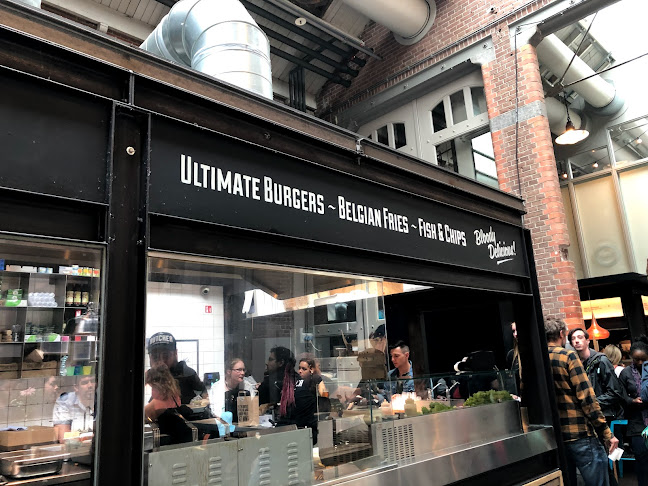 ULTIMATE BURGERS ~ BELGIAN FRIES ~ FISH & CHIPS
Bloody
Delicious!